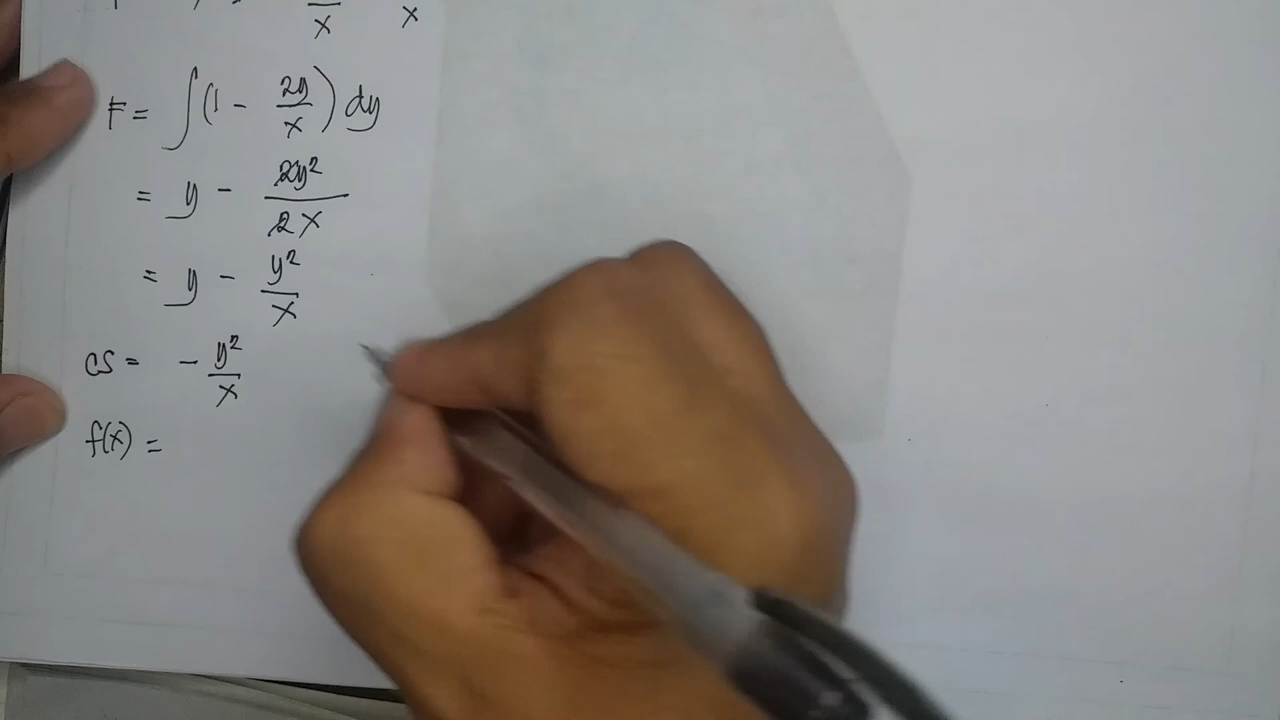 x x
F = ∫(1 - 2y/x) dy
= y - 2y²/2x
= y - y²/x
CS = - y²/x
f(x) =